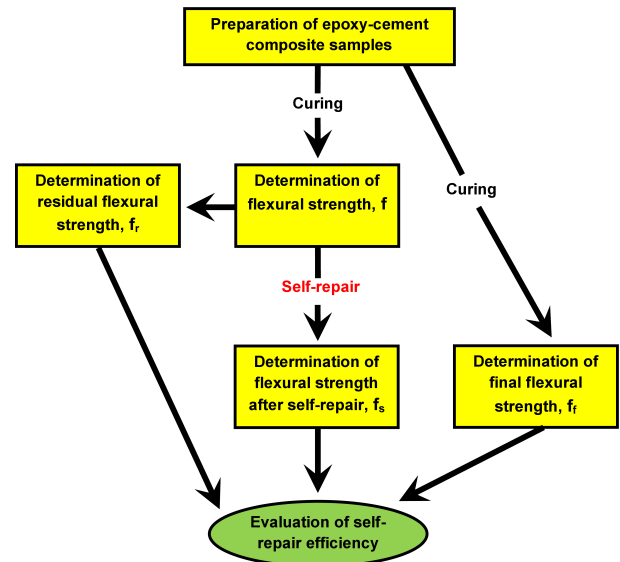 Preparation of epoxy-cement
composite samples
Curing
Determination of
residual flexural
strength, fr
Determination of
flexural strength, f
Curing
Self-repair
Determination of
flexural strength
after self-repair, fs
Determination of
final flexural
strength, ff
Evaluation of self-
repair efficiency